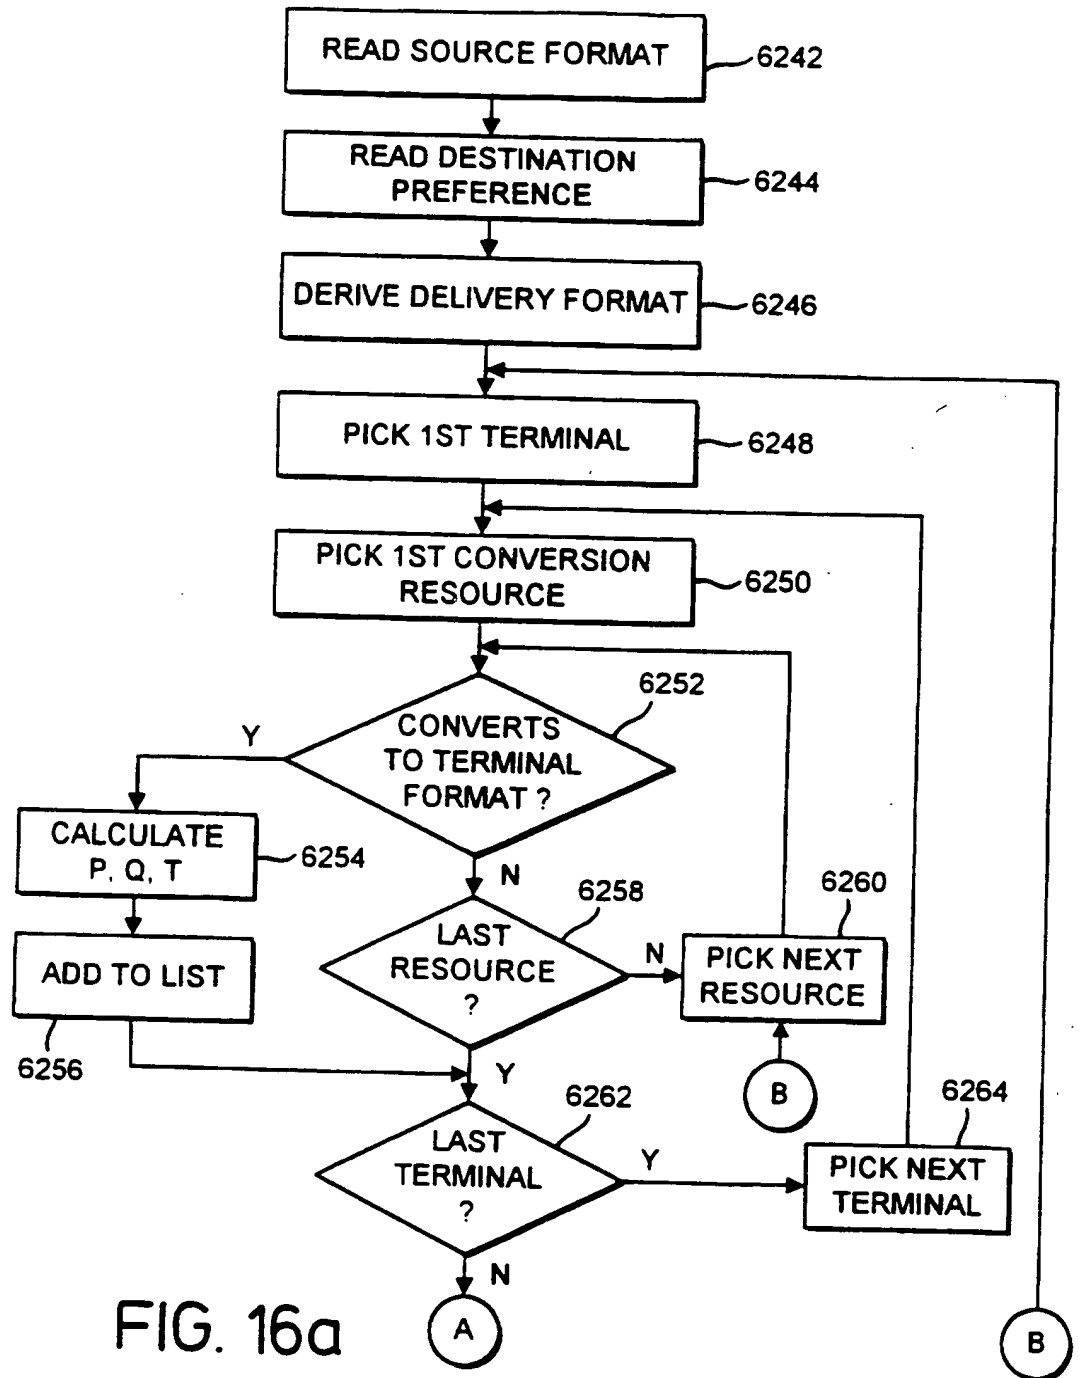 READ SOURCE FORMAT
6242
READ DESTINATION
PREFERENCE
6244
DERIVE DELIVERY FORMAT
6246
PICK 1ST TERMINAL
6248
PICK 1ST CONVERSION
RESOURCE
6250
6252
Y
CONVERTS
TO TERMINAL
FORMAT ?
CALCULATE
P, Q, T
6254
N
6258
6260
LAST
RESOURCE
?
N
PICK NEXT
RESOURCE
ADD TO LIST
6256
Y
B
6262
6264
LAST
TERMINAL
?
Y
PICK NEXT
TERMINAL
N
FIG. 16a
A
B